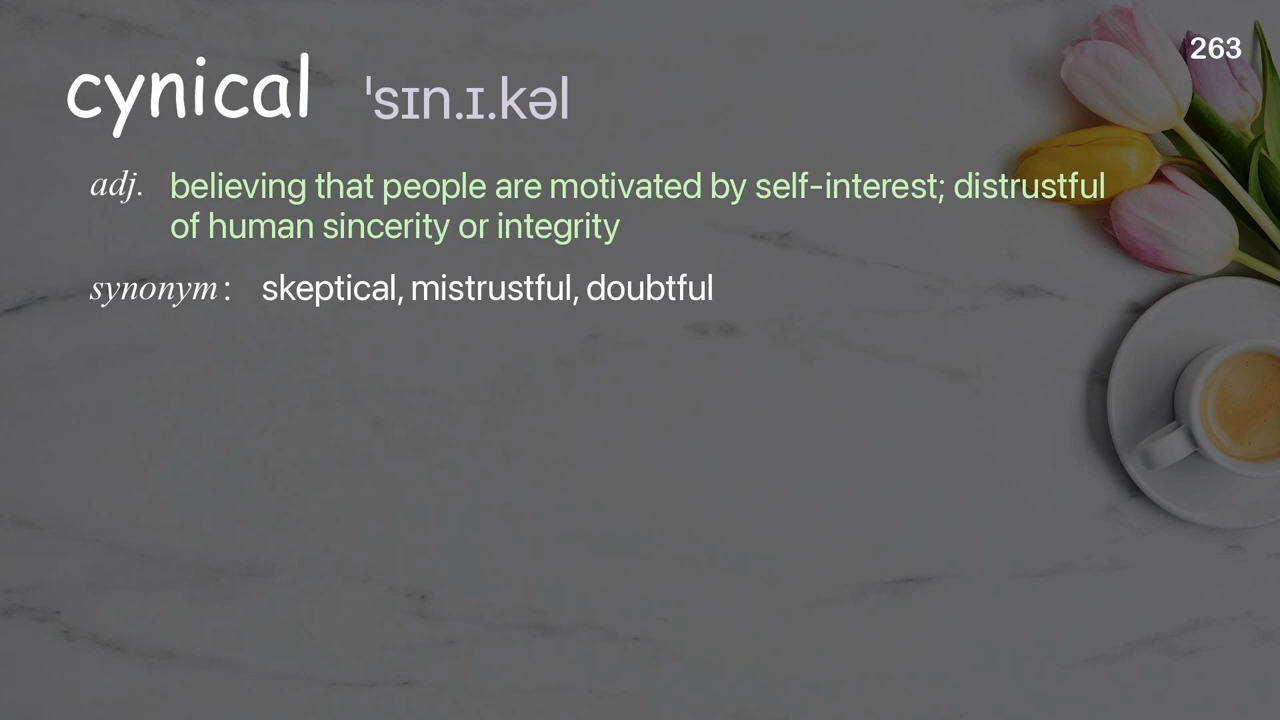 263
cynical ˈsɪn.ɪ.kəl
adj. believing that people are motivated by self-interest; distrustful
of human sincerity or integrity
synonym : skeptical, mistrustful, doubtful